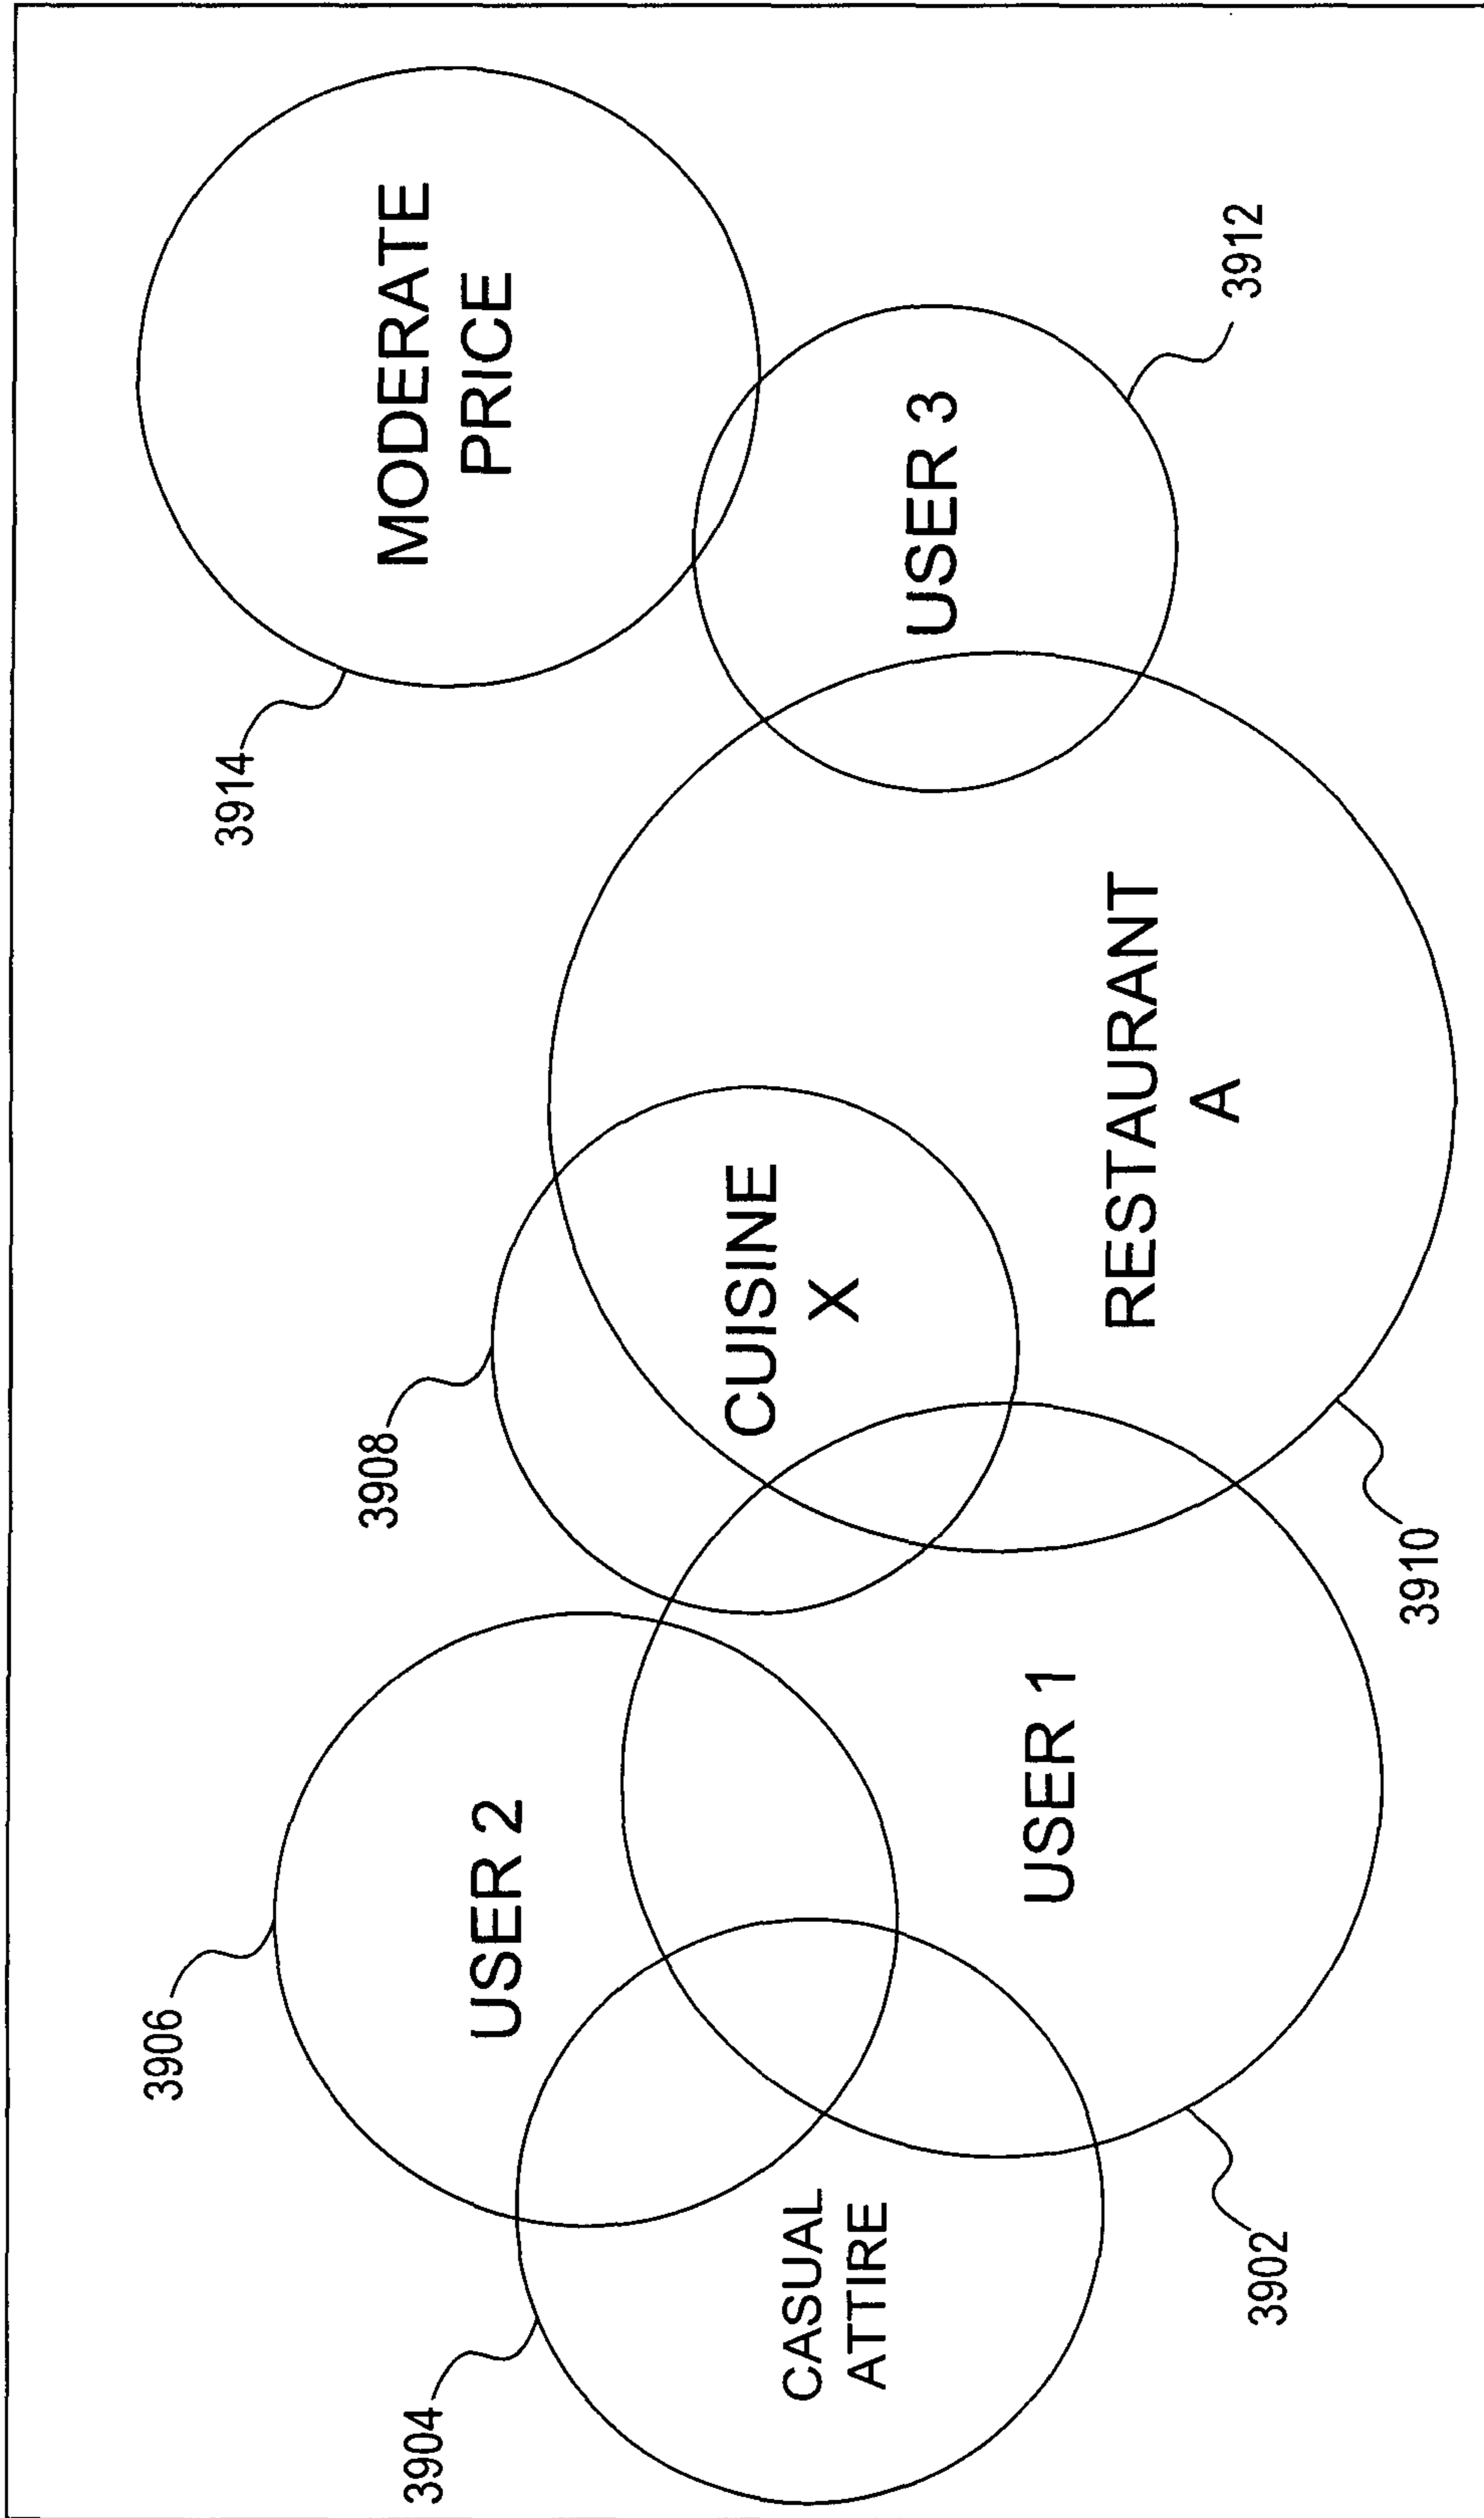 3904
3906
3908
3914
CASUAL
ATTIRE
USER 2
USER 1
CUISINE
X
RESTAURANT
A
USER 3
MODERATE
PRICE
3902
3910
3912